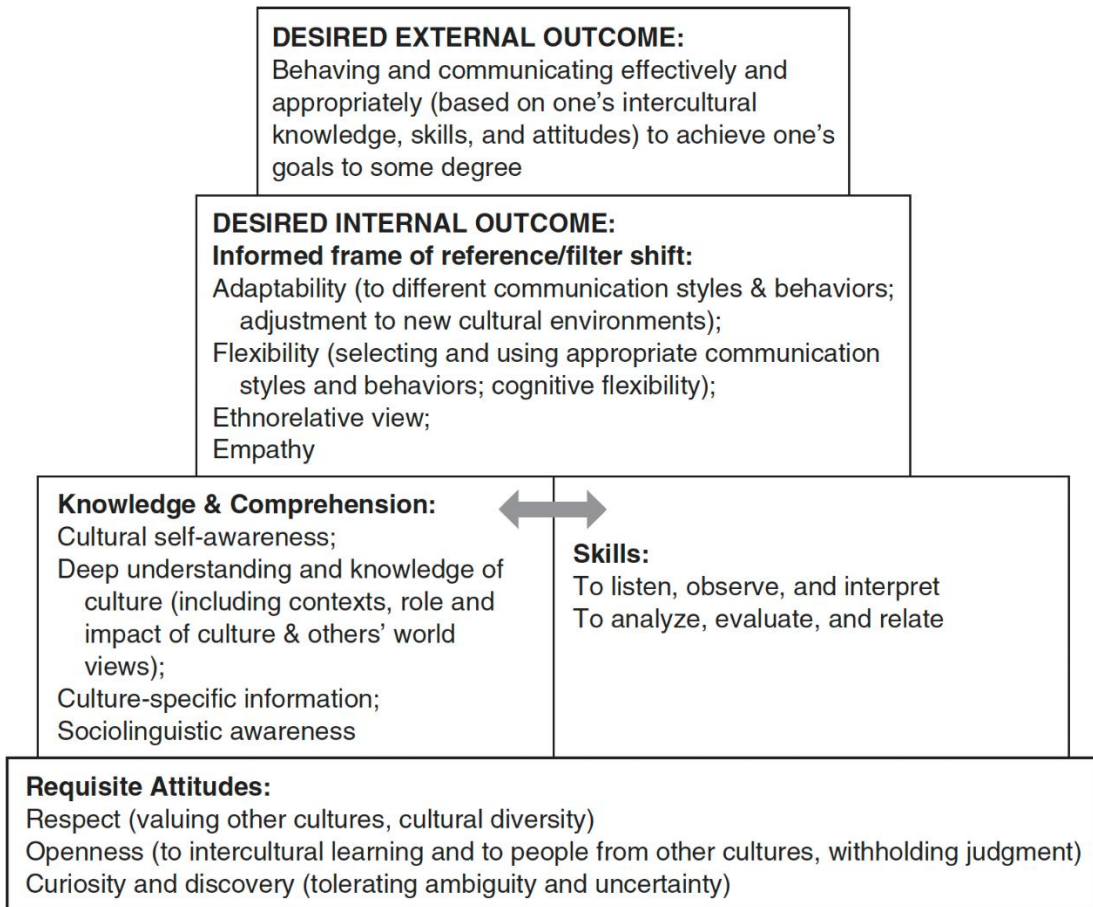 DESIRED EXTERNAL OUTCOME:
Behaving and communicating effectively and
appropriately (based on one’s intercultural
knowledge, skills, and attitudes) to achieve one’s
goals to some degree
DESIRED INTERNAL OUTCOME:
Informed frame of reference/filter shift:
Adaptability (to different communication styles & behaviors;
adjustment to new cultural environments);
Flexibility (selecting and using appropriate communication
styles and behaviors; cognitive flexibility);
Ethnorelative view;
Empathy
Knowledge & Comprehension:
Cultural self-awareness;
Deep understanding and knowledge of
culture (including contexts, role and
impact of culture & others’ world
views);
Culture-specific information;
Sociolinguistic awareness
Skills:
To listen, observe, and interpret
To analyze, evaluate, and relate
Requisite Attitudes:
Respect (valuing other cultures, cultural diversity)
Openness (to intercultural learning and to people from other cultures, withholding judgment)
Curiosity and discovery (tolerating ambiguity and uncertainty)